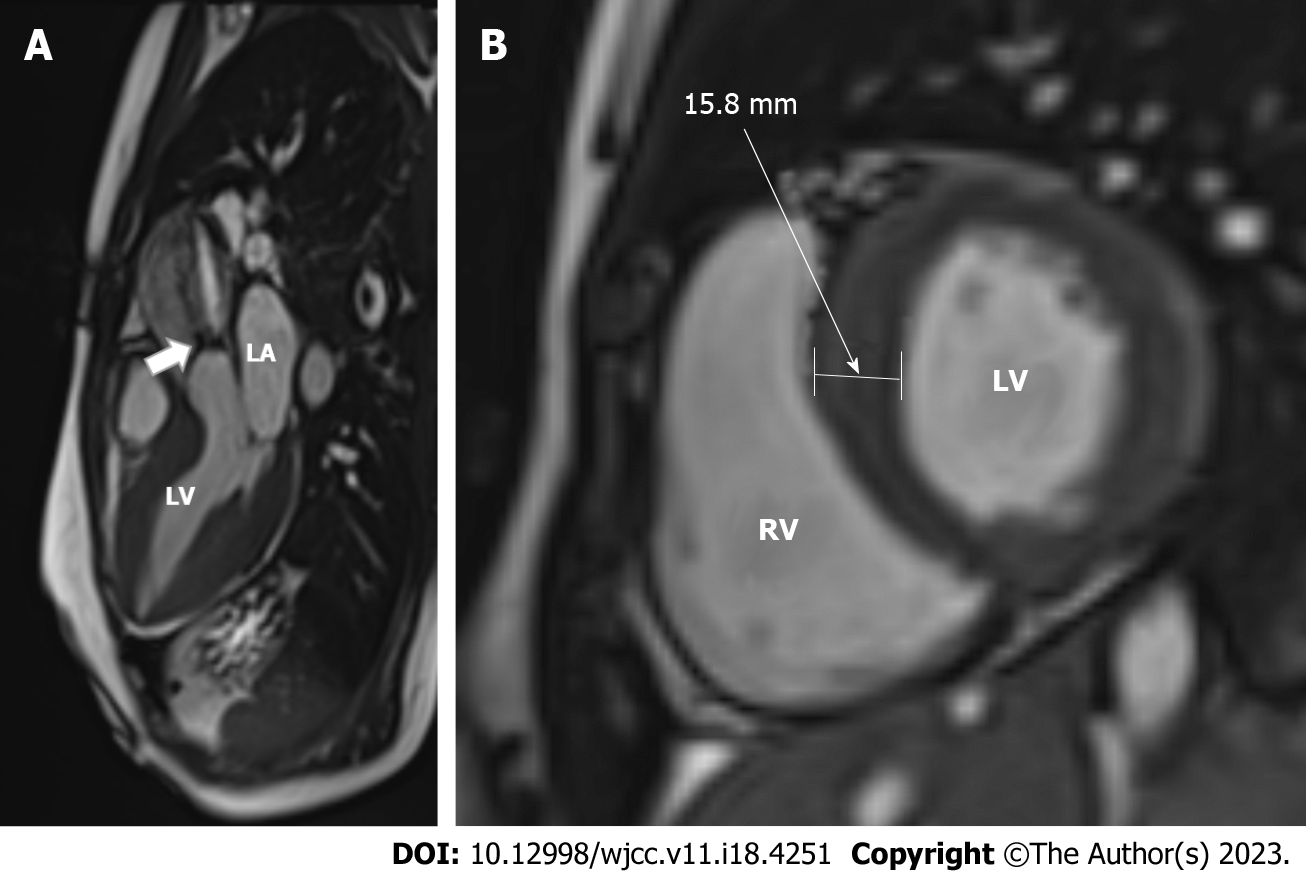 A
LA
LV
B
15.8 mm
LV
RV
DOI: 10.12998/wjcc.v11.i18.4251 Copyright ©The Author(s) 2023.